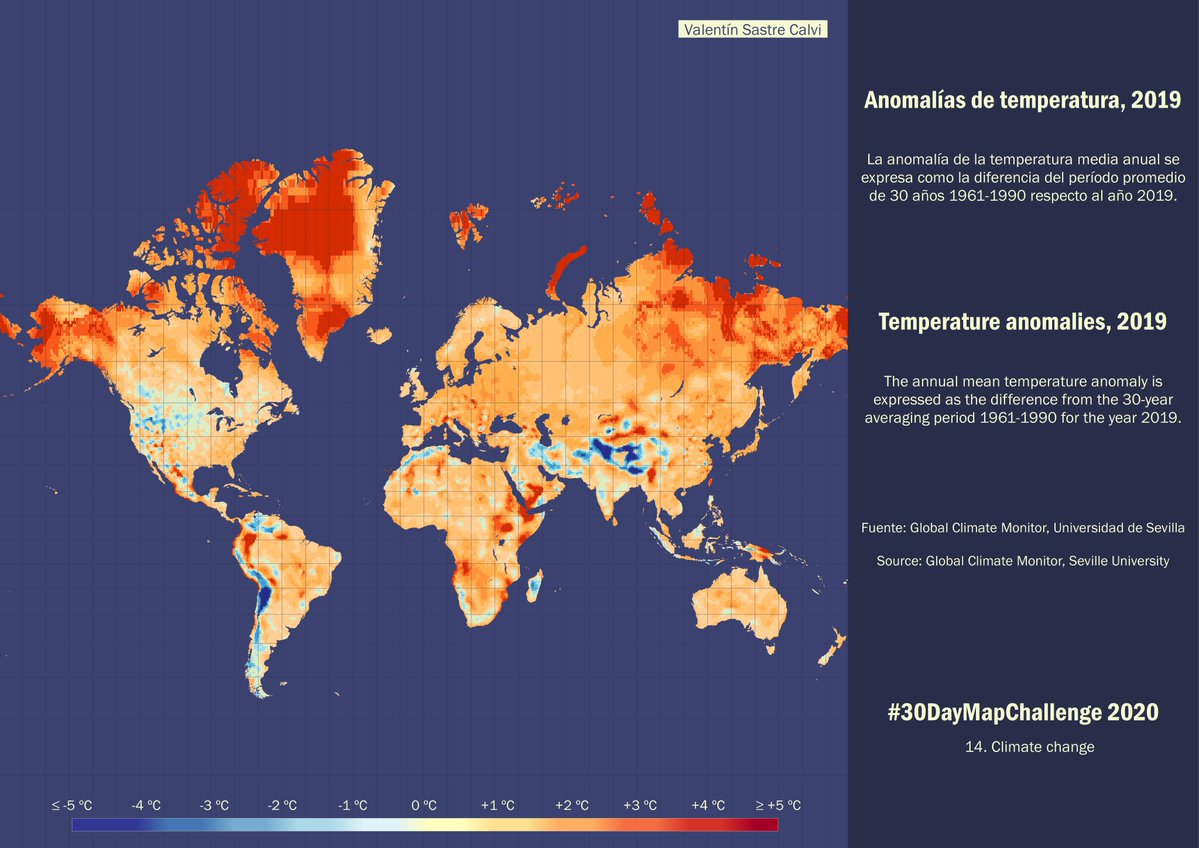 Valentín Sastre Calvi
Anomalías de temperatura, 2019
La anomalía de la temperatura media anual se
expresa como la diferencia del período promedio
de 30 años 1961-1990 respecto al año 2019.
Temperature anomalies, 2019
The annual mean temperature anomaly is
expressed as the difference from the 30-year
averaging period 1961-1990 for the year 2019.
Fuente: Global Climate Monitor, Universidad de Sevilla
Source: Global Climate Monitor, Seville University
#30DayMapChallenge 2020
14. Climate change
≤ -5 ºC -4 ºC -3 ºC -2 ºC -1 ºC 0 ºC +1 ºC +2 ºC +3 ºC +4 ºC ≥ +5 ºC